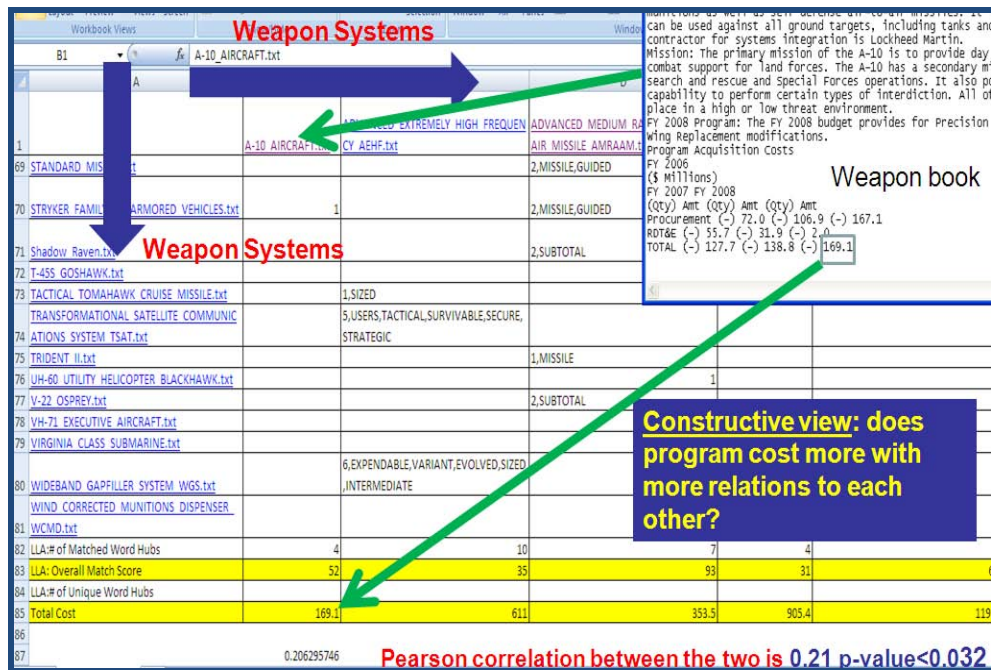 Workbook Views
Window
Weapon Systems
B1
fx A-10_AIRCRAFT.txt
A
1
A-10 AIRCRAFT.txt
EXTREMELY HIGH FREQUEN
CY AEHF.txt
ADVANCED MEDIUM RA
AIR MISSILE AMRAAM.t
can be used against all ground targets, including tanks and
contractor for systems integration is Lockheed Martin.
Mission: The primary mission of the A-10 is to provide day
combat support for land forces. The A-10 has a secondary mi
search and rescue and Special Forces operations. It also po
capability to perform certain types of interdiction. All of
place in a high or low threat environment.
FY 2008 Program: The FY 2008 budget provides for Precision
Wing Replacement modifications.
Program Acquisition Costs
FY 2006
($ Millions)
FY 2007 FY 2008
(Qty) Amt (Qty) Amt (Qty) Amt
Procurement (-) 72.0 (-) 106.9 (-) 167.1
RDT&E (-) 55.7 (-) 31.9 (-) 2.0
TOTAL (-) 127.7 (-) 138.8 (-) 169.1
Weapon book
69 STANDARD 2,MISSILE,GUIDED
70 STRYKER ARMORED VEHICLES.txt 1 2,MISSILE,GUIDED
71 Shadow Raven.txt 2,SUBTOTAL
Weapon Systems
72 T-45S GOSHAWK.txt
73 TACTICAL TOMAHAWK CRUISE MISSILE.txt 1,SIZED
TRANSFORMATIONAL SATELLITE COMMUNIC 5,USERS,TACTICAL,SURVIVABLE,SECURE,
74 ATIONS SYSTEM TSAT.txt STRATEGIC
75 TRIDENT II.txt 1,MISSILE
76 UH-60 UTILITY HELICOPTER BLACKHAWK.txt 1
77 V-22 OSPREY.txt 2,SUBTOTAL
78 VH-71 EXECUTIVE AIRCRAFT.txt
79 VIRGINIA CLASS SUBMARINE.txt
6,EXPENDABLE,VARIANT,EVOLVED,SIZED
80 WIDEBAND GAPFILLER SYSTEM WGS.txt ,INTERMEDIATE
WIND CORRECTED MUNITIONS DISPENSER
81 WCMD.txt
Constructive view: does
program cost more with
more relations to each
other?
82 LLA:# of Matched Word Hubs 4 10 7 4
83 LLA: Overall Match Score 52 35 93 31 6
84 LLA:# of Unique Word Hubs
85 Total Cost 169.1 611 353.5 905.4 119
86
87 0.206295746
Pearson correlation between the two is 0.21 p-value<0.032